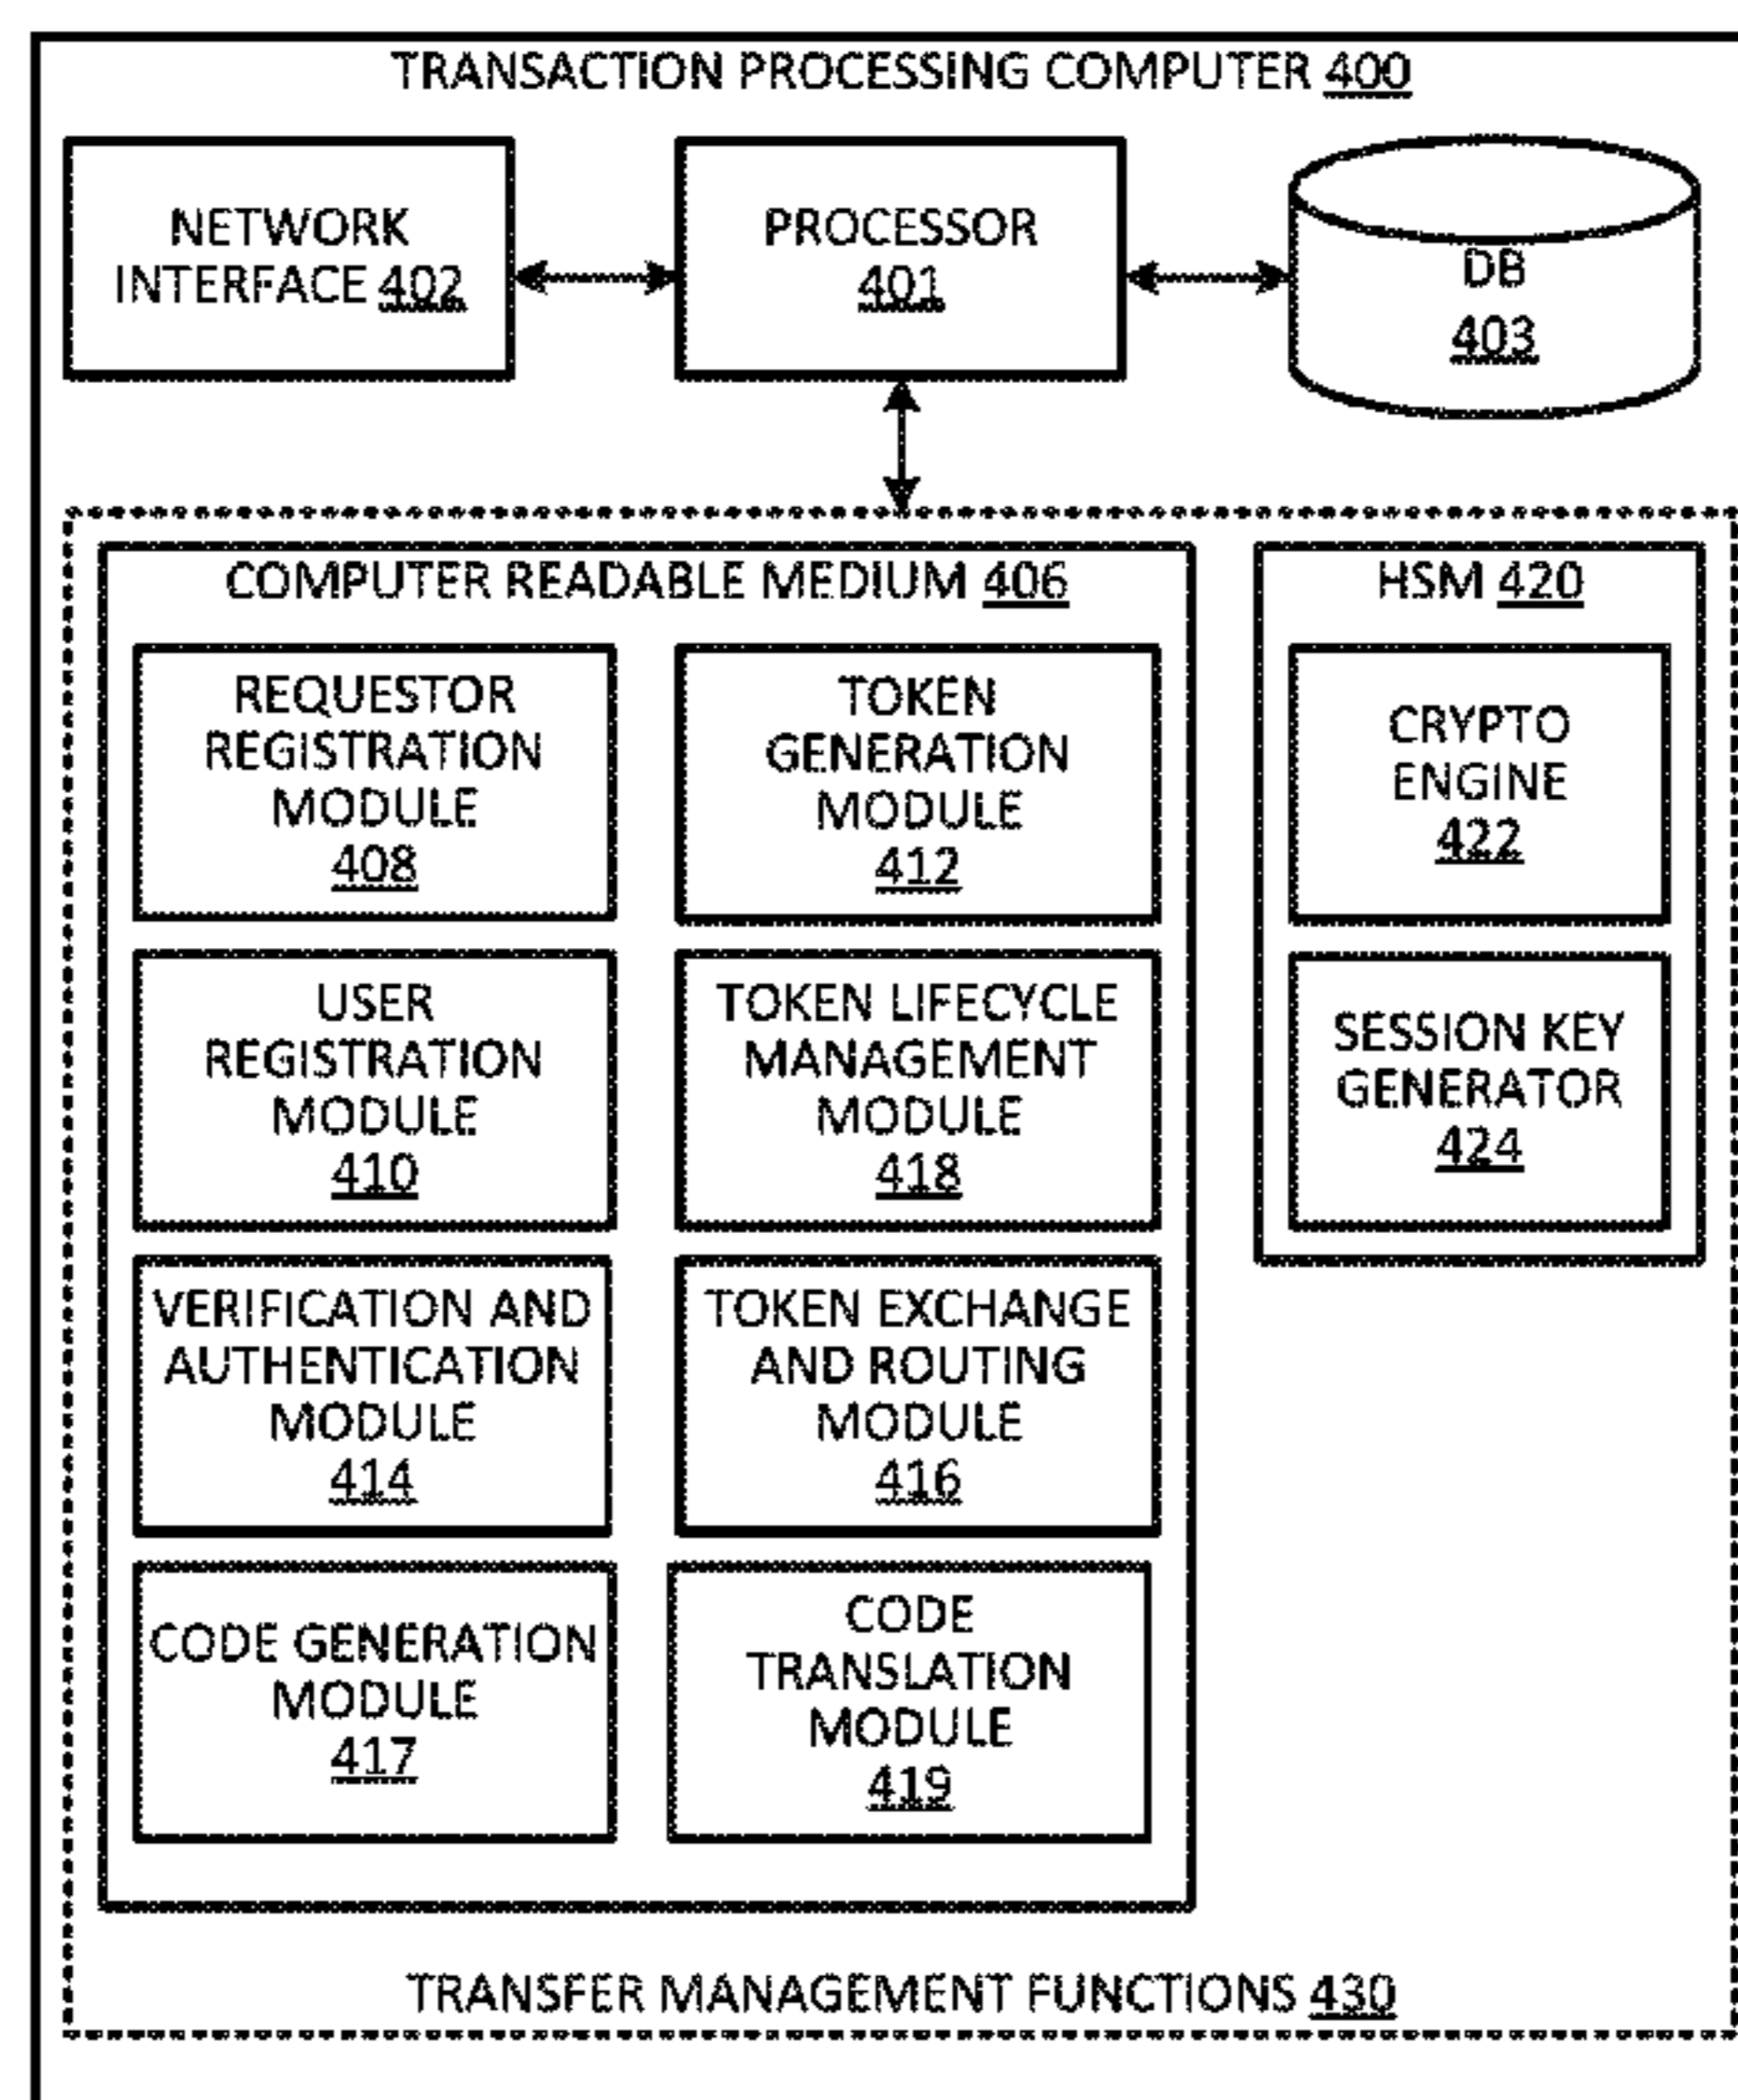 TRANSACTION PROCESSING COMPUTER 400
NETWORK
INTERFACE 402
PROCESSOR
401
DB
403
COMPUTER READABLE MEDIUM 406
REQUESTOR
REGISTRATION
MODULE
408
TOKEN
GENERATION
MODULE
412
USER
REGISTRATION
MODULE
410
TOKEN LIFECYCLE
MANAGEMENT
MODULE
418
VERIFICATION AND
AUTHENTICATION
MODULE
414
TOKEN EXCHANGE
AND ROUTING
MODULE
416
CODE GENERATION
MODULE
417
CODE
TRANSLATION
MODULE
419
HSM 420
CRYPTO
ENGINE
422
SESSION KEY
GENERATOR
424
TRANSFER MANAGEMENT FUNCTIONS 430